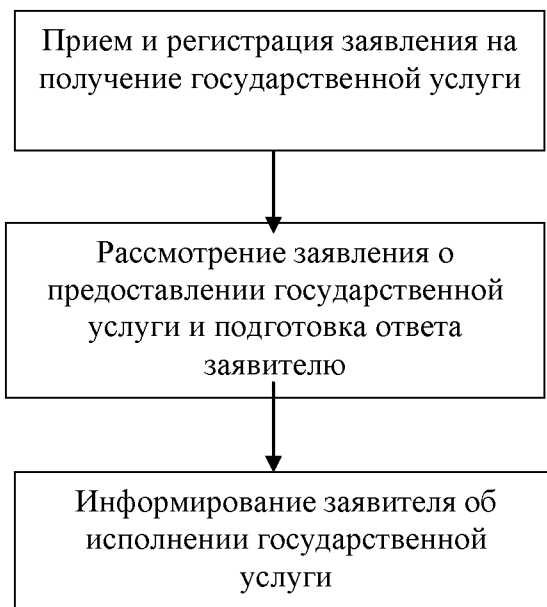 Прием и регистрация заявления на
получение государственной услуги
Рассмотрение заявления о
предоставлении государственной
услуги и подготовка ответа
заявителю
Информирование заявителя об
исполнении государственной
услуги